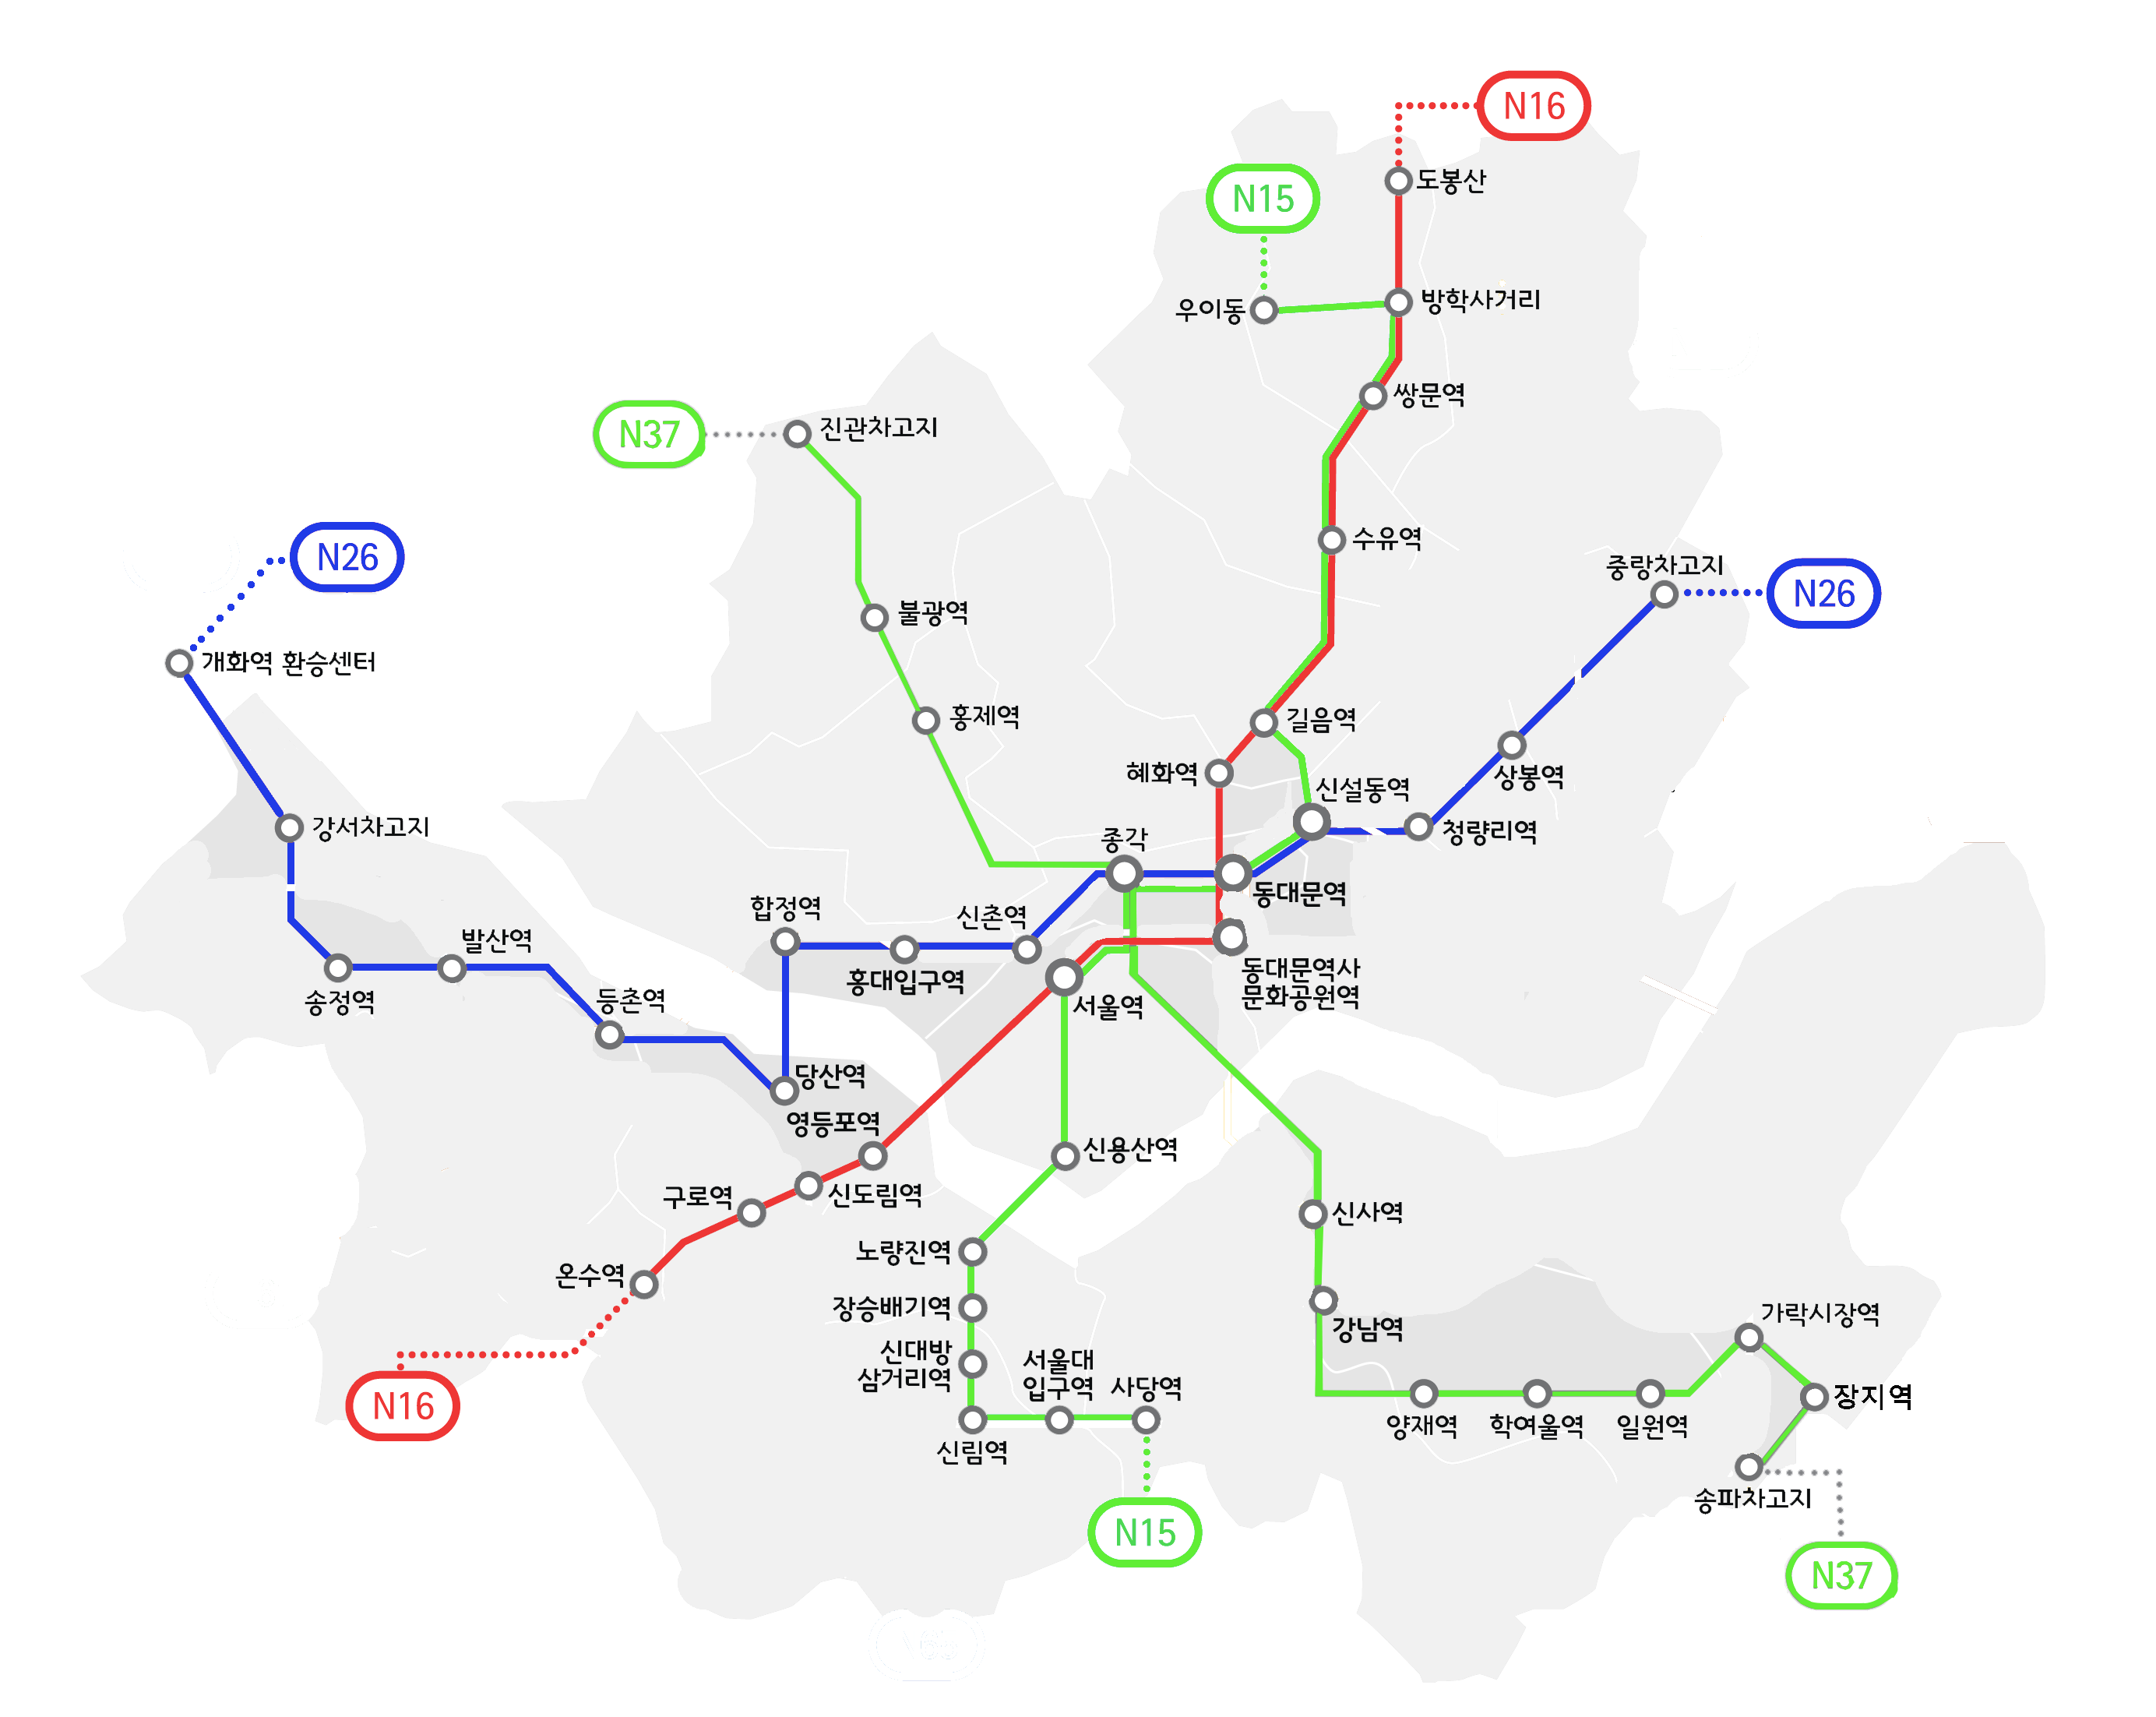 N16
도봉산
N15
우이동
방학사거리
쌍문역
N37
진관차고지
수유역
N26
중랑차고지
N26
불광역
개화역 환승센터
홍제역
길음역
혜화역
상봉역
신설동역
강서차고지
청량리역
종각
동대문역
합정역
신촌역
발산역
홍대입구역
동대문역사
문화공원역
송정역
등촌역
서울역
당산역
영등포역
신용산역
구로역
신도림역
신사역
노량진역
온수역
장승배기역
가락시장역
강남역
신대방
삼거리역
서울대
입구역
사당역
장지역
N16
양재역
학여울역
일원역
신림역
송파차고지
N15
N37